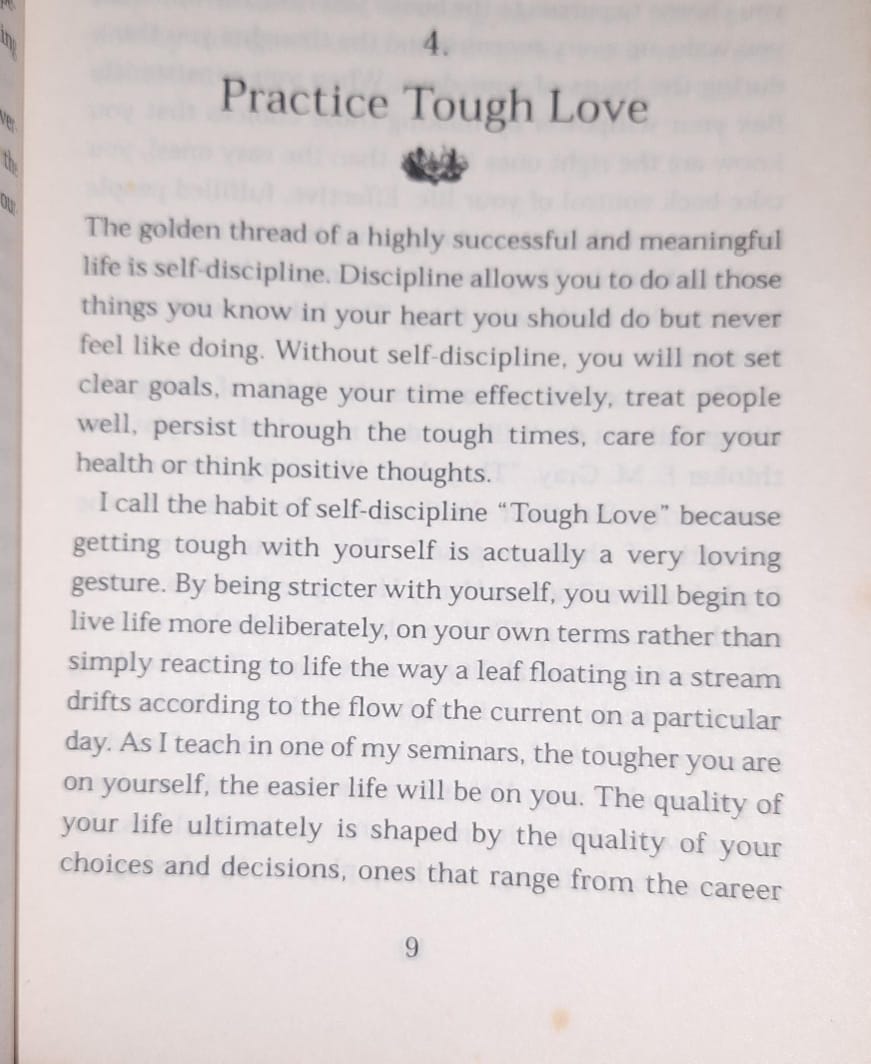 4.
Practice Tough Love
The golden thread of a highly successful and meaningful
life is self-discipline. Discipline allows you to do all those
things you know in your heart you should do but never
feel like doing. Without self-discipline, you will not set
clear goals, manage your time effectively, treat people
well, persist through the tough times, care for your
health or think positive thoughts.
I call the habit of self-discipline “Tough Love” because
getting tough with yourself is actually a very loving
gesture. By being stricter with yourself, you will begin to
live life more deliberately, on your own terms rather than
simply reacting to life the way a leaf floating in a stream
drifts according to the flow of the current on a particular
day. As I teach in one of my seminars, the tougher you are
on yourself, the easier life will be on you. The quality of
your life ultimately is shaped by the quality of your
choices and decisions, ones that range from the career
9